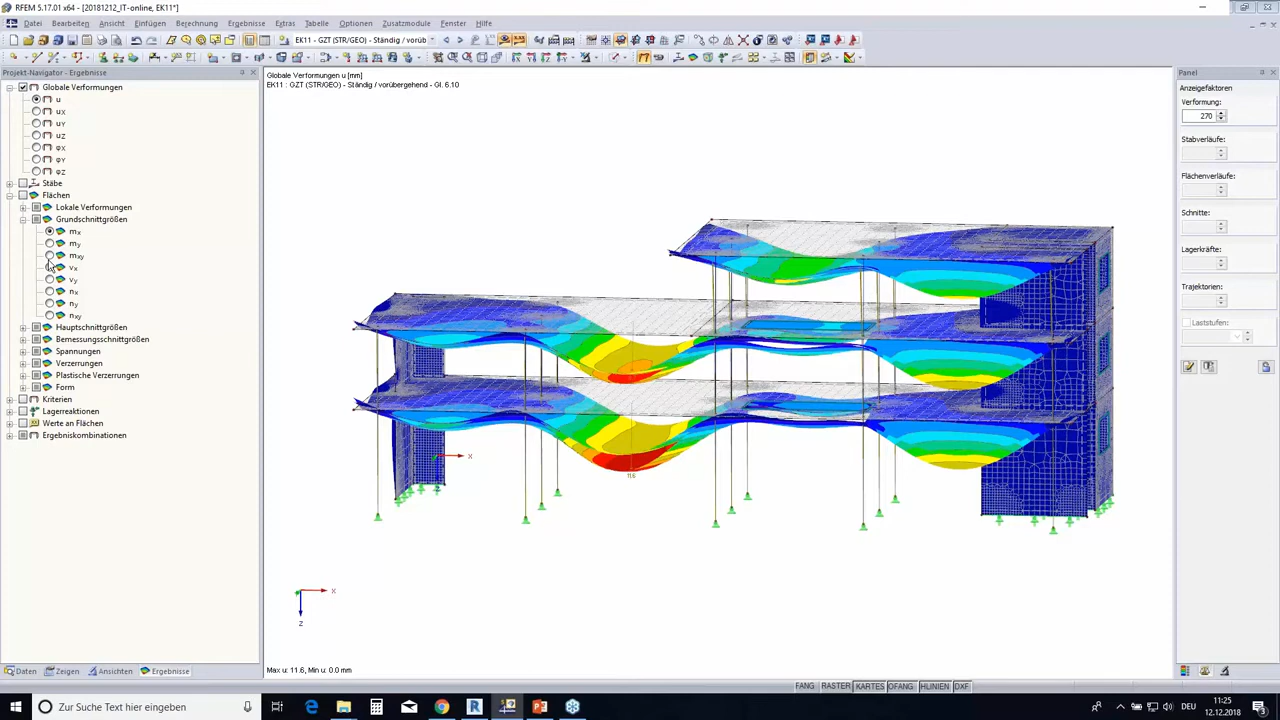 RFEM 5.17.01 x64 - [20181212_IT-online, EK11*]
Datei Bearbeiten Ansicht Einfügen Berechnung Ergebnisse Extras Tabelle Optionen Zusatzmodule Fenster Hilfe
EK11 - GZT (STR/GEO) - Ständig / vorüb
Projekt-Navigator - Ergebnisse
Globale Verformungen
u
uX
uY
uZ
φX
φY
φZ
Stäbe
Flächen
Lokale Verformungen
Grundschnittgrößen
mx
my
mxy
vx
vy
nx
ny
nxy
Hauptschnittgrößen
Bemessungsschnittgrößen
Spannungen
Verzerrungen
Plastische Verzerrungen
Form
Kriterien
Lagerreaktionen
Werte an Flächen
Ergebniskombinationen
Daten Zeigen Ansichten Ergebnisse
Globale Verformungen u [mm]
EK11 : GZT (STR/GEO) - Ständig / vorübergehend - Gl. 6.10
X
11.6
X
Z
Max u: 11.6, Min u: 0.0 mm
Panel
Anzeigefaktoren
Verformung:
270
Stabverläufe:
Flächenverläufe:
Schnitte:
Lagerkräfte:
Trajektorien:
Laststufen:
FANG RASTER KARTES OFANG HLINIEN DXF
Zur Suche Text hier eingeben
DEU
11:25
12.12.2018